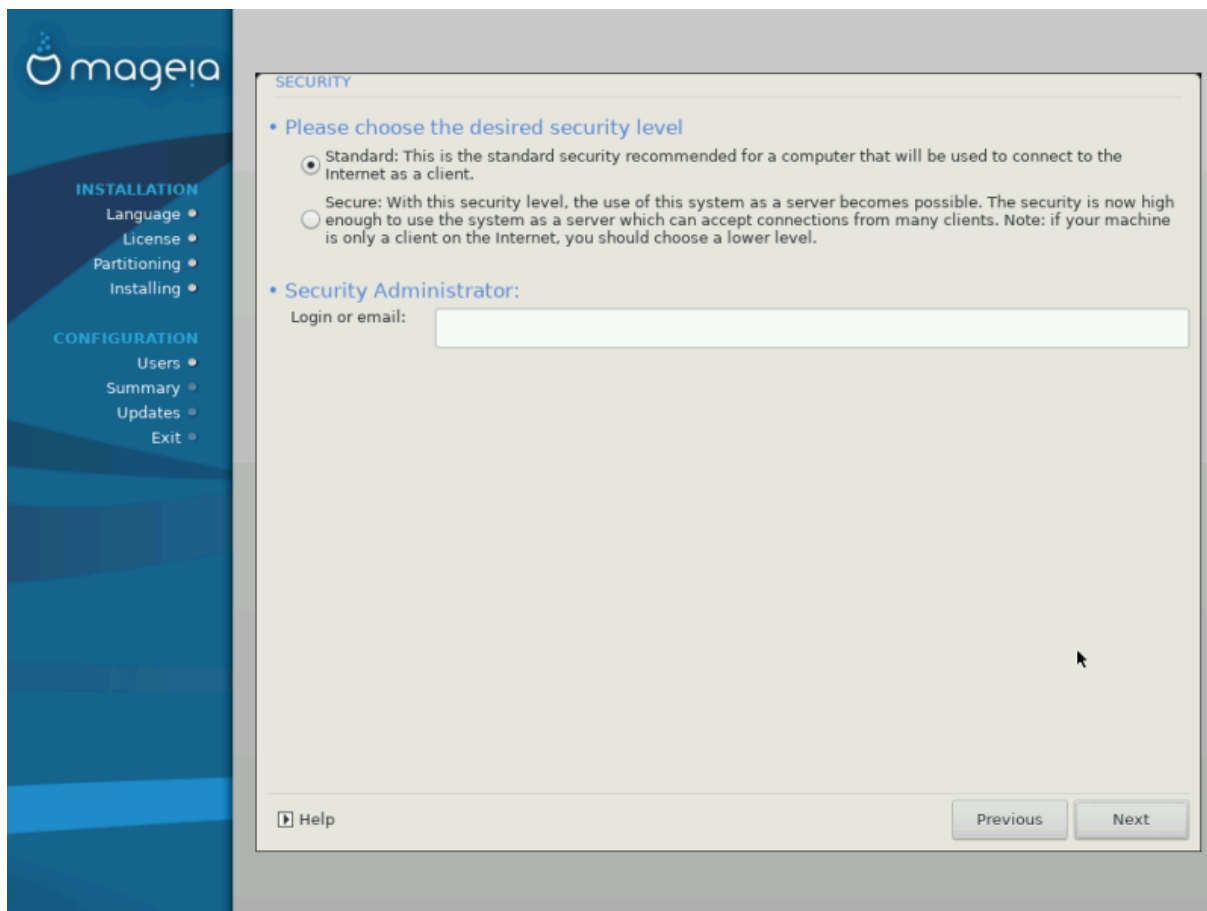 mageia
INSTALLATION
Language
License
Partitioning
Installing
CONFIGURATION
Users
Summary
Updates
Exit
SECURITY
• Please choose the desired security level
Standard: This is the standard security recommended for a computer that will be used to connect to the
Internet as a client.
Secure: With this security level, the use of this system as a server becomes possible. The security is now high
enough to use the system as a server which can accept connections from many clients. Note: if your machine
is only a client on the Internet, you should choose a lower level.
• Security Administrator:
Login or email:
Help
Previous
Next